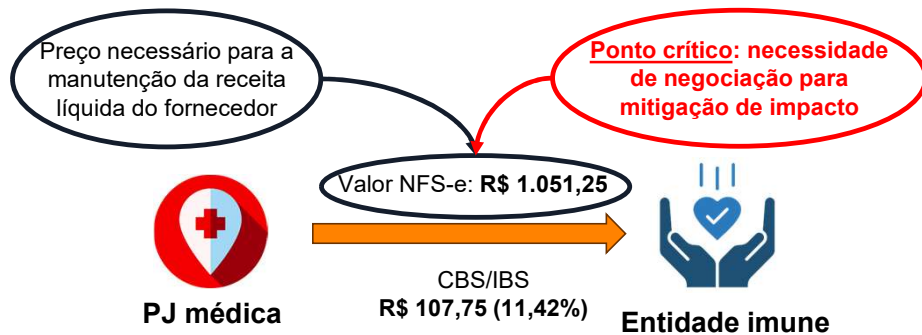 Preço necessário para a
manutenção da receita
líquida do fornecedor
Ponto crítico: necessidade
de negociação para
mitigação de impacto
Valor NFS-e: R$ 1.051,25
CBS/IBS
R$ 107,75 (11,42%)
PJ médica
Entidade imune